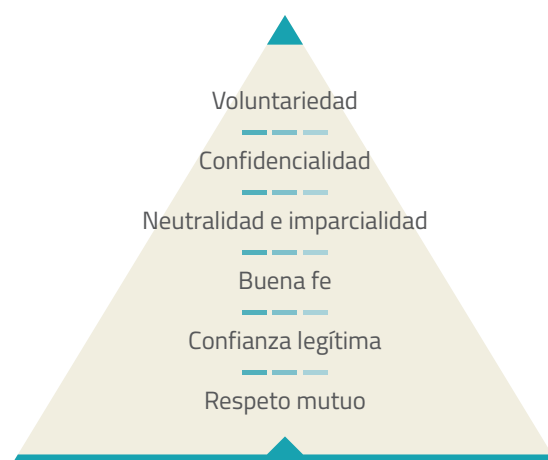 Voluntariedad
Confidencialidad
Neutralidad e imparcialidad
Buena fe
Confianza legítima
Respeto mutuo